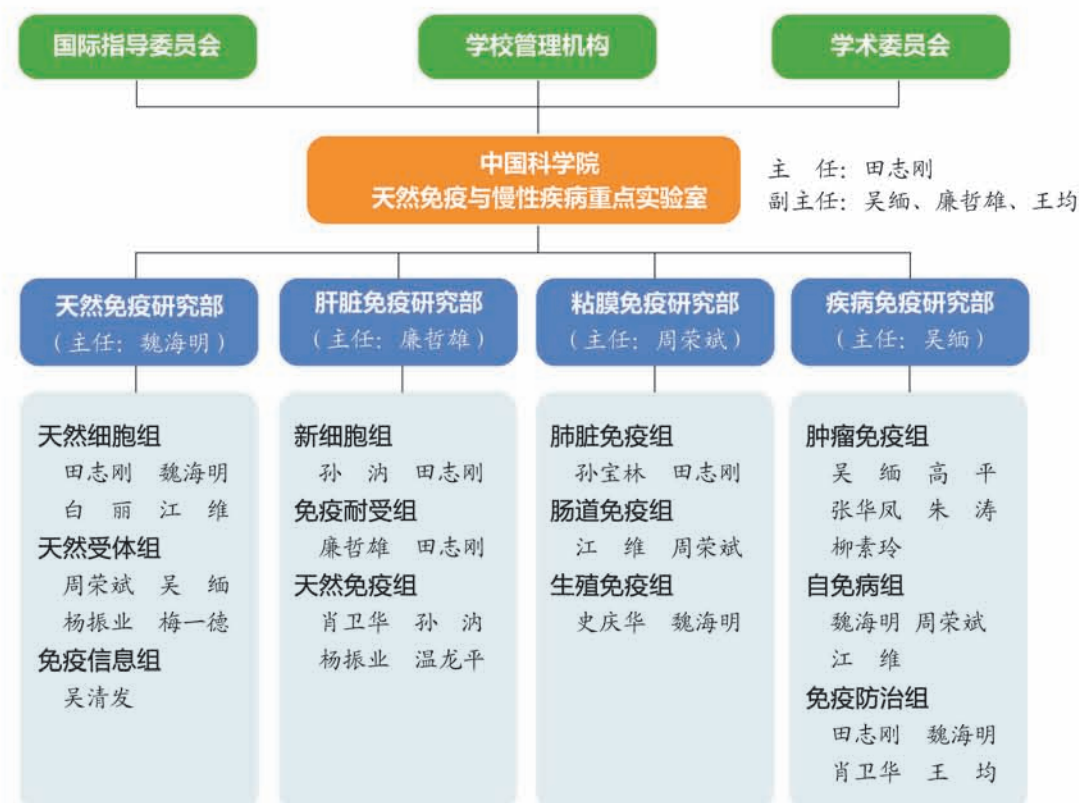 国际指导委员会
学校管理机构
学术委员会
中国科学院
天然免疫与慢性疾病重点实验室
主 任：田志刚
副主任：吴缅、廉哲雄、王均
天然免疫研究部
（主任：魏海明）
肝脏免疫研究部
（主任：廉哲雄）
粘膜免疫研究部
（主任：周荣斌）
疾病免疫研究部
（主任：吴缅）
天然细胞组
田志刚 魏海明
白 丽 江 维
天然受体组
周荣斌 吴 缅
杨振业 梅一德
免疫信息组
吴清发
新细胞组
孙 汭 田志刚
免疫耐受组
廉哲雄 田志刚
天然免疫组
肖卫华 孙 汭
杨振业 温龙平
肺脏免疫组
孙宝林 田志刚
肠道免疫组
江 维 周荣斌
生殖免疫组
史庆华 魏海明
肿瘤免疫组
吴 缅 高 平
张华凤 朱 涛
柳素玲
自免病组
魏海明 周荣斌
江 维
免疫防治组
田志刚 魏海明
肖卫华 王 均